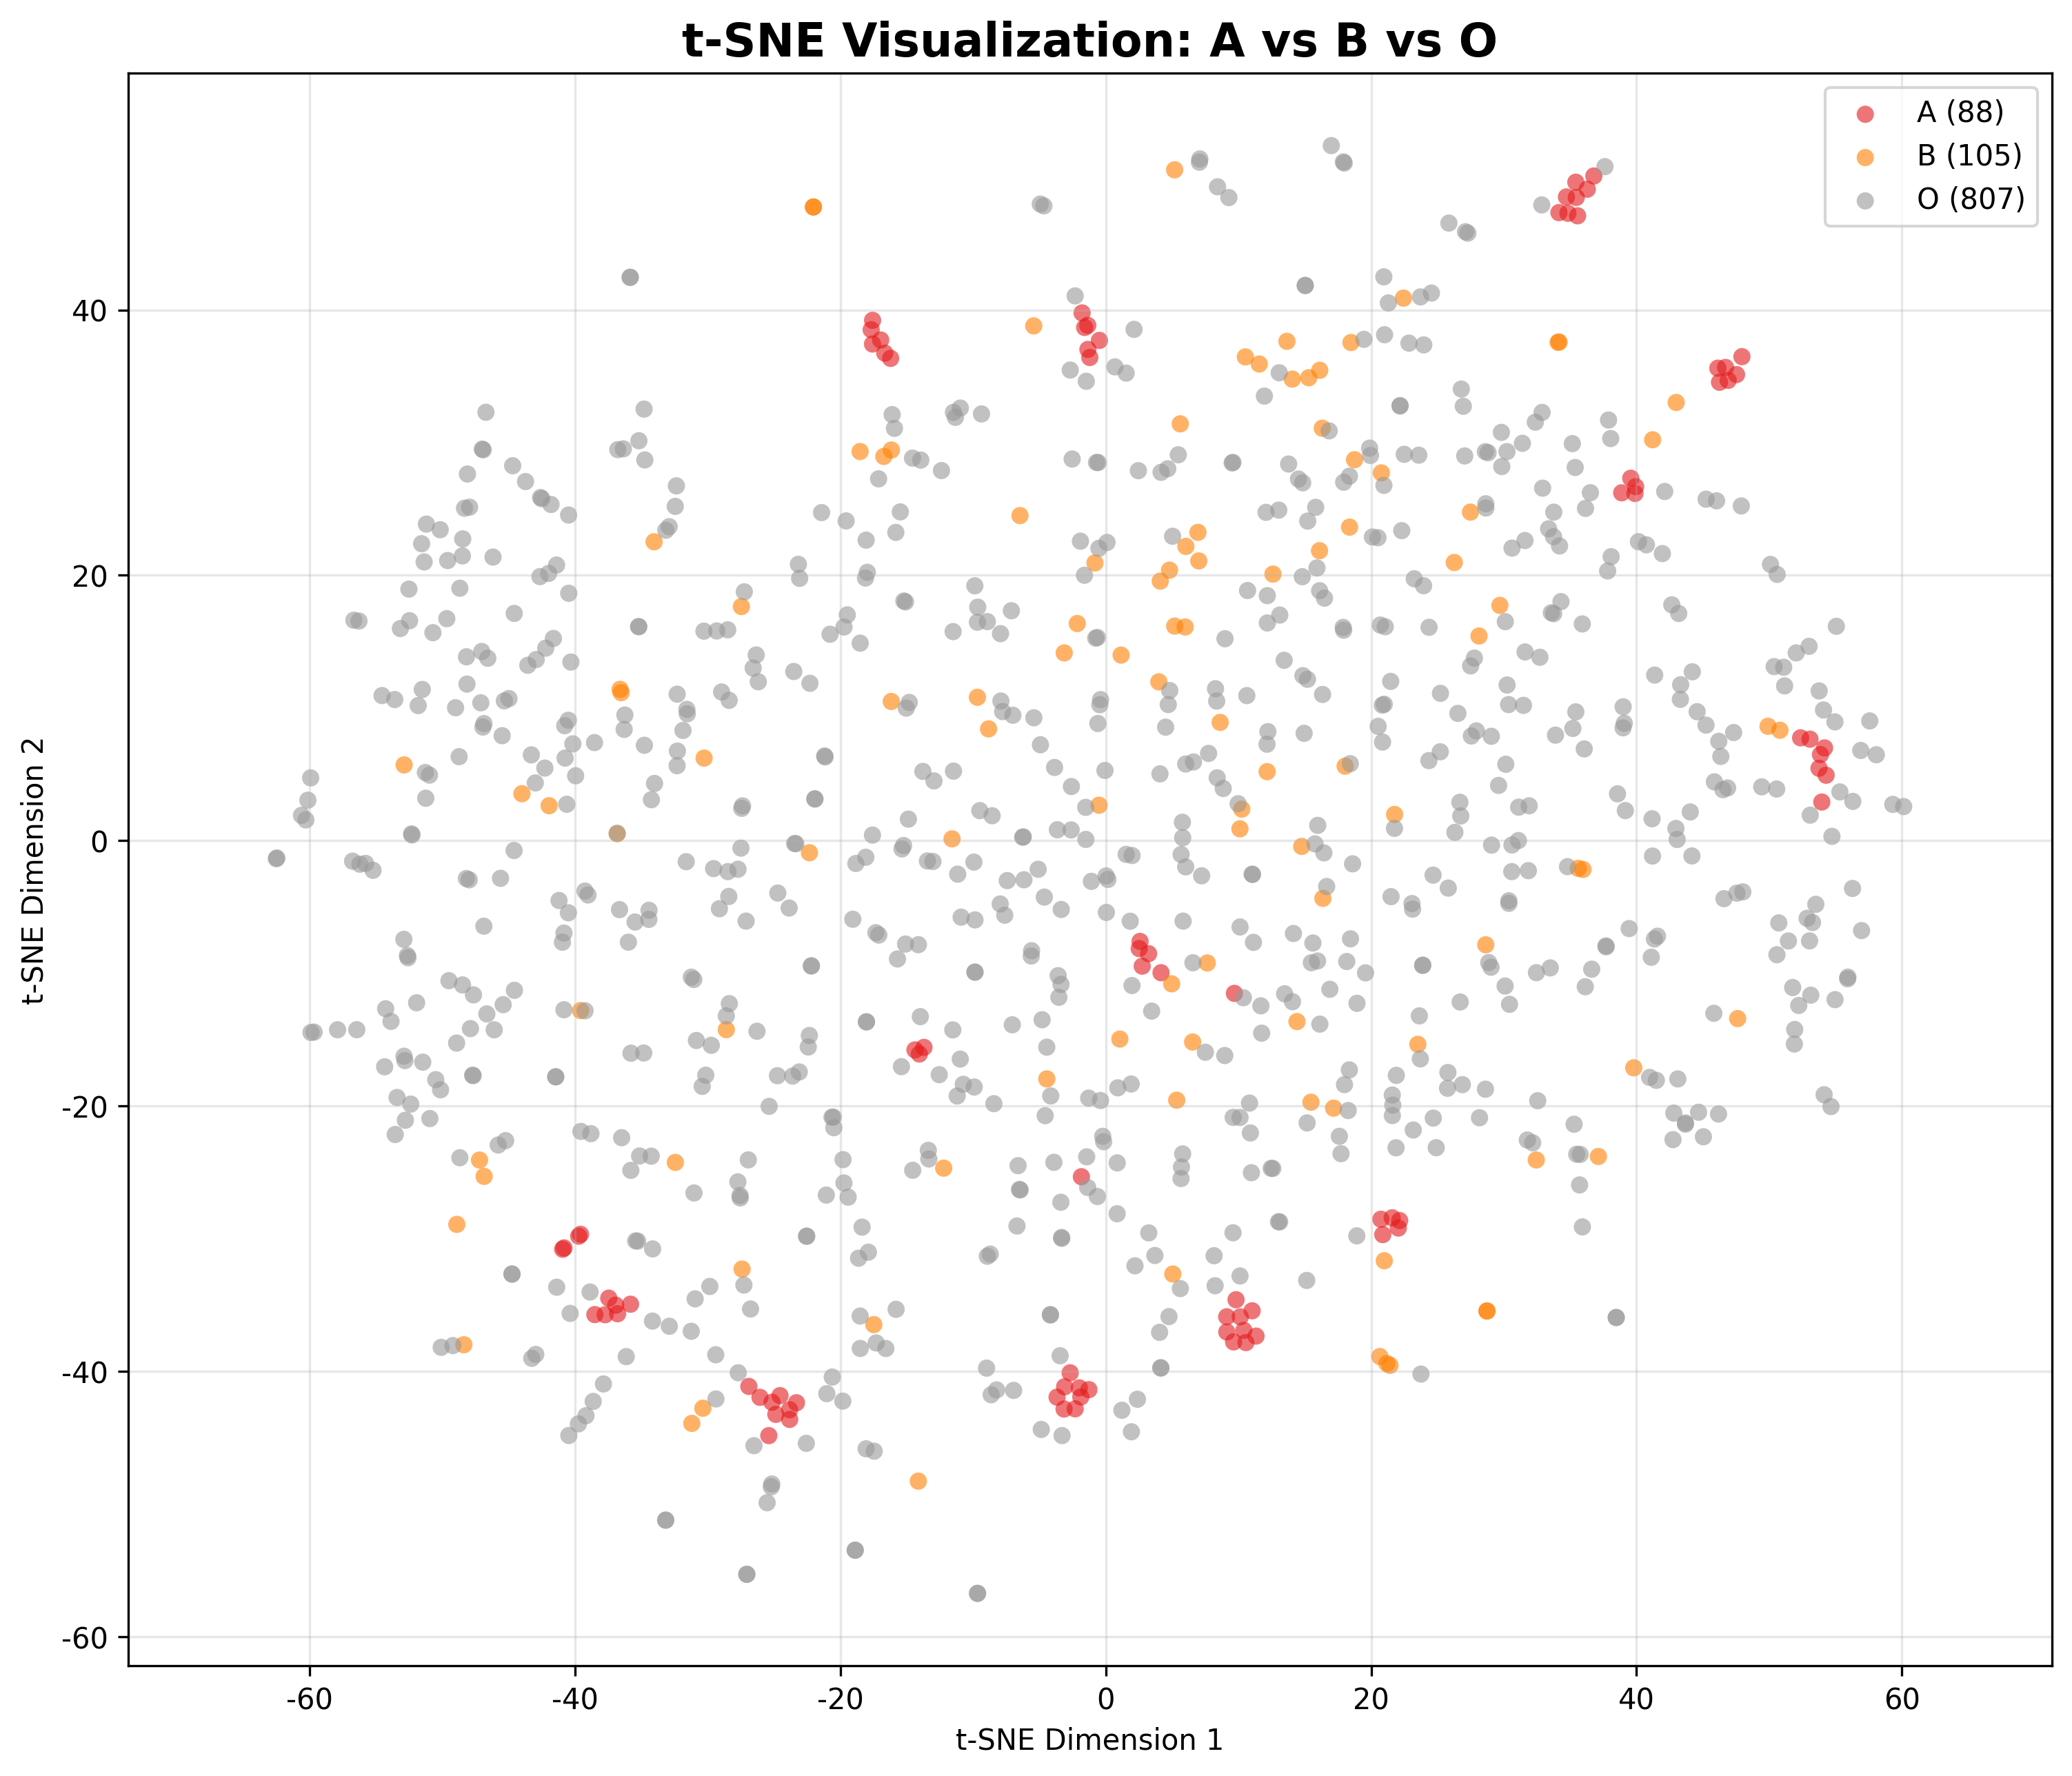 t-SNE Visualization: A vs B vs O
A (88)
B (105)
O (807)
40
20
0
-20
-40
-60
t-SNE Dimension 2
-60
-40
-20
0
20
40
60
t-SNE Dimension 1